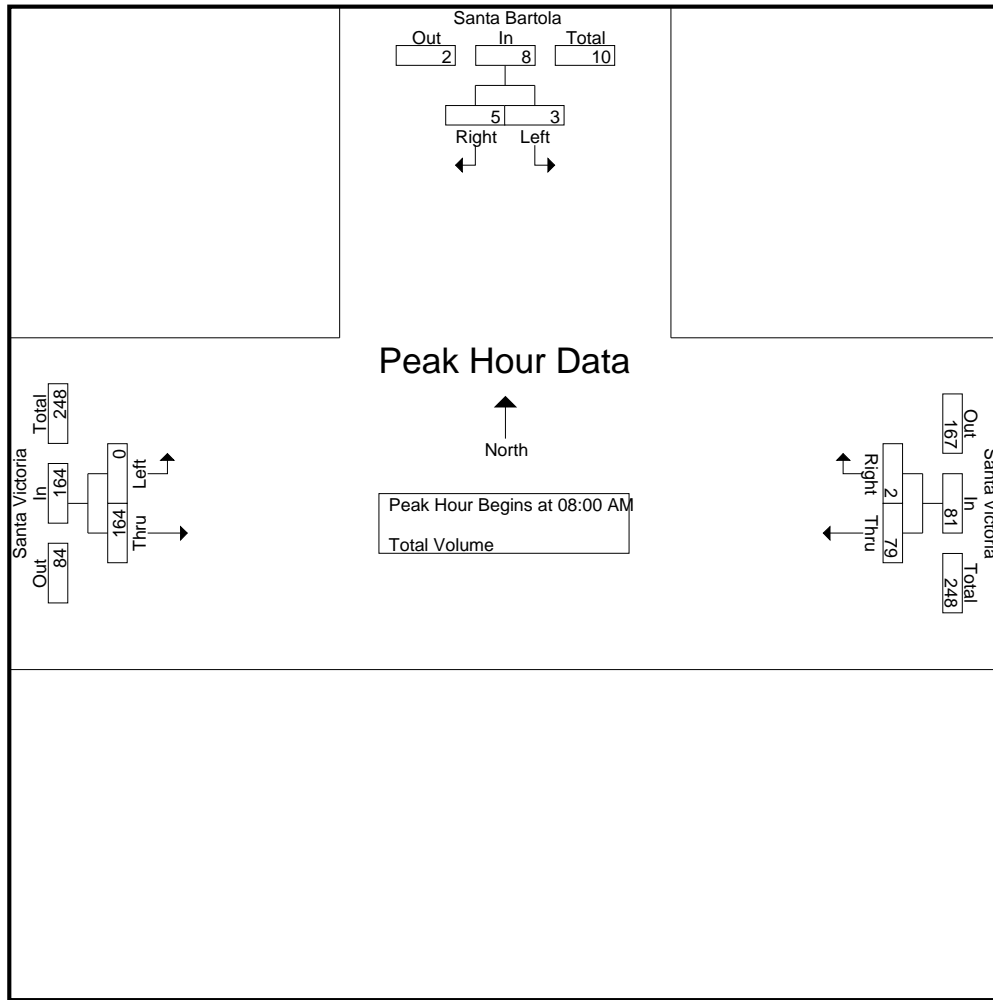 Santa Bartola
Out In Total
2 8 10
5 3
Right Left
Peak Hour Data
North
Peak Hour Begins at 08:00 AM
Total Volume
Santa Victoria
Out In Total
84 164 248
0 164
Left Thru
Santa Victoria
Out In Total
167 81 248
Right Thru
2 79